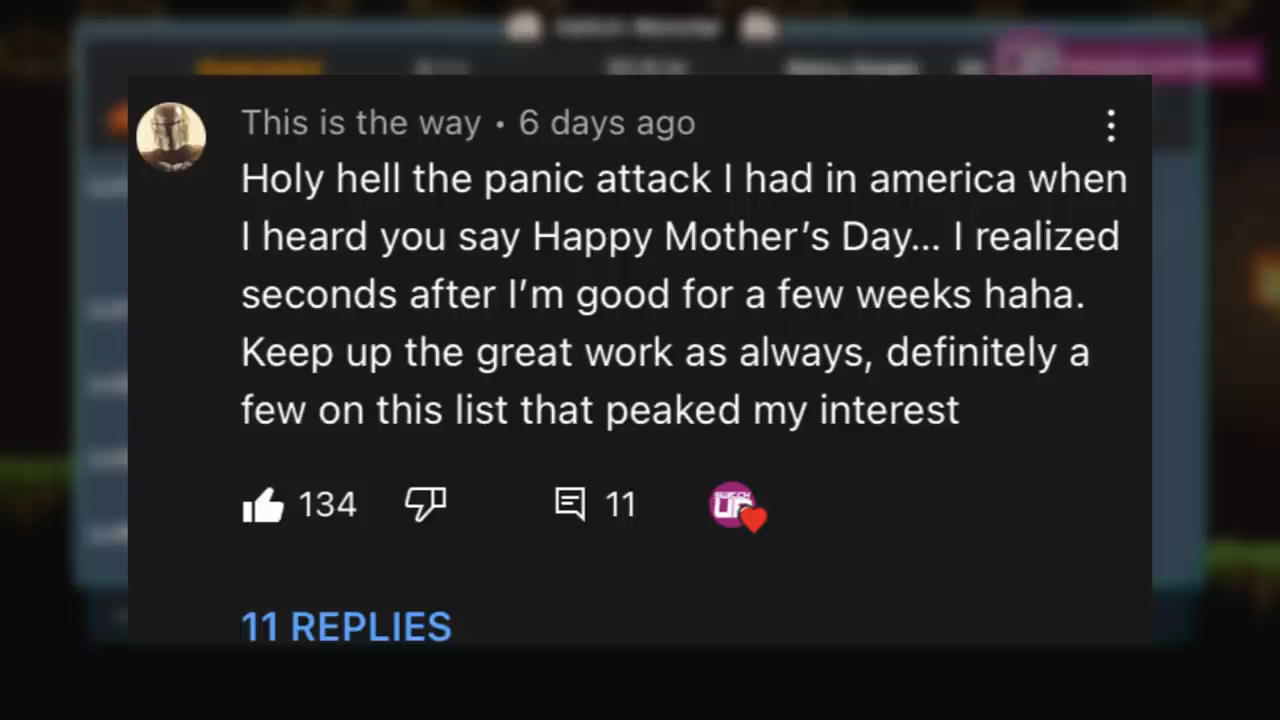 This is the way • 6 days ago
Holy hell the panic attack I had in america when
I heard you say Happy Mother’s Day... I realized
seconds after I’m good for a few weeks haha.
Keep up the great work as always, definitely a
few on this list that peaked my interest
134
11
SWITCH
UP
11 REPLIES